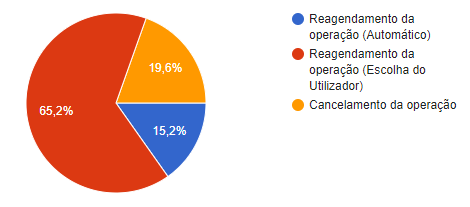 19,6%
65,2%
15,2%
Reagendamento da
operação (Automático)
Reagendamento da
operação (Escolha do
Utilizador)
Cancelamento da operação